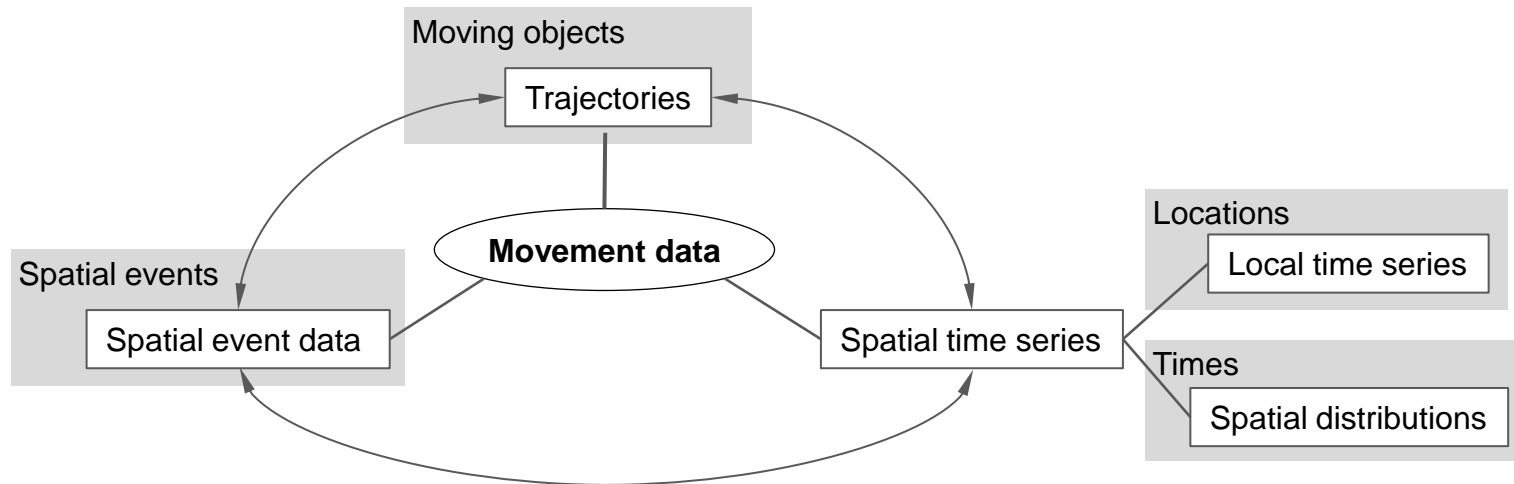 Moving objects
Trajectories
Movement data
Locations
Local time series
Spatial events
Spatial event data
Spatial time series
Times
Spatial distributions